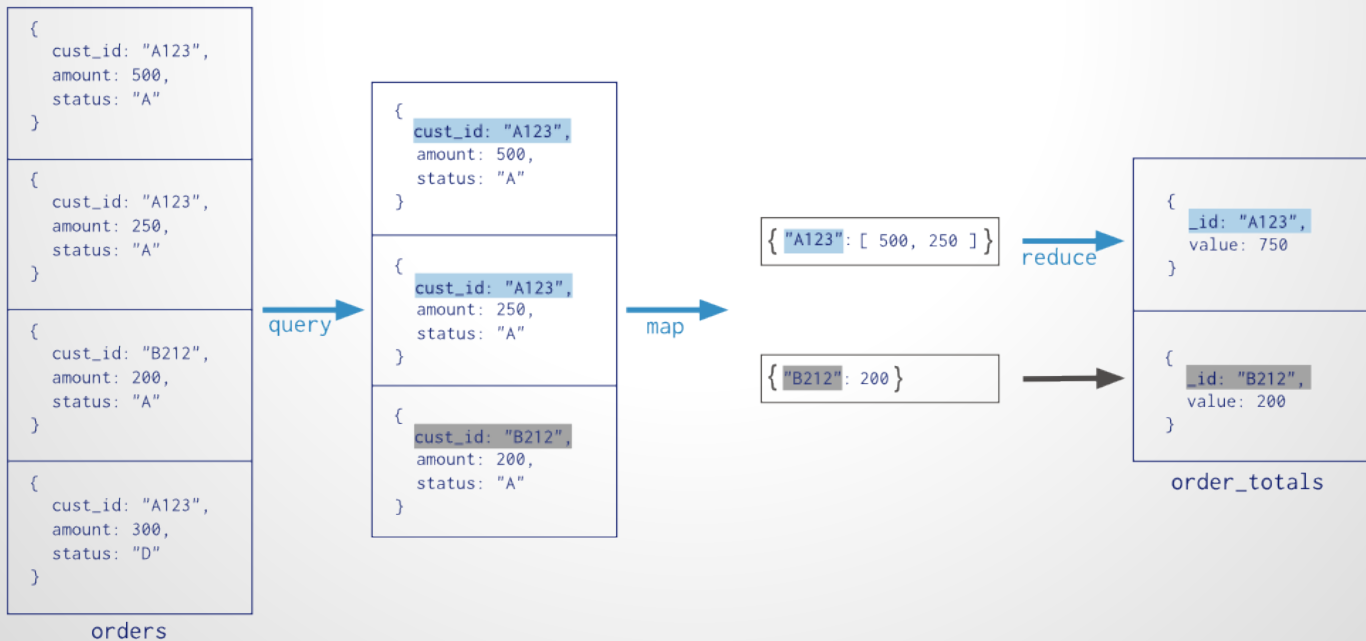 {
cust_id: "A123",
amount: 500,
status: "A"
}
{
cust_id: "A123",
amount: 250,
status: "A"
}
{
cust_id: "B212",
amount: 200,
status: "A"
}
{
cust_id: "A123",
amount: 300,
status: "D"
}
orders
query
{
cust_id: "A123",
amount: 500,
status: "A"
}
{
cust_id: "A123",
amount: 250,
status: "A"
}
{
cust_id: "B212",
amount: 200,
status: "A"
}
map
{ "A123": [ 500, 250 ] }
{ "B212": 200 }
reduce
{
_id: "A123",
value: 750
}
{
_id: "B212",
value: 200
}
order_totals